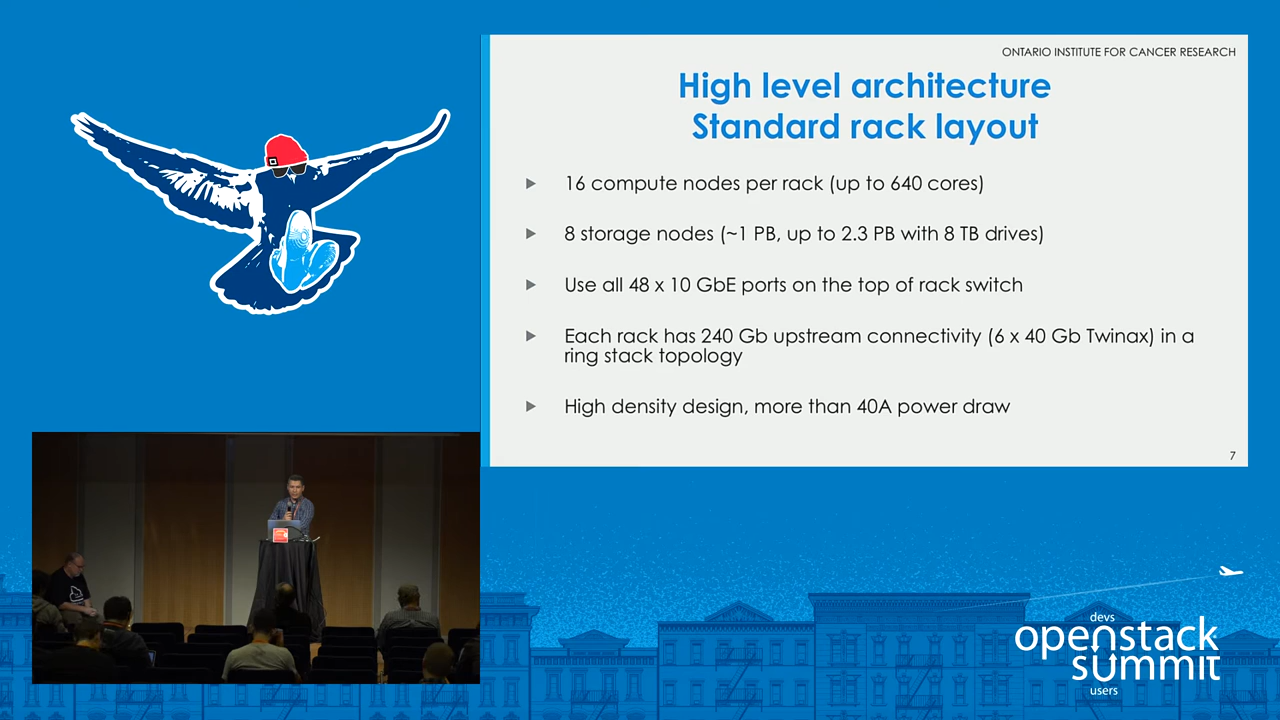 ONTARIO INSTITUTE FOR CANCER RESEARCH
High level architecture
Standard rack layout
16 compute nodes per rack (up to 640 cores)
8 storage nodes (~1 PB, up to 2.3 PB with 8 TB drives)
Use all 48 x 10 GbE ports on the top of rack switch
Each rack has 240 Gb upstream connectivity (6 x 40 Gb Twinax) in a
ring stack topology
High density design, more than 40A power draw
7
devs
openstack
summit
users